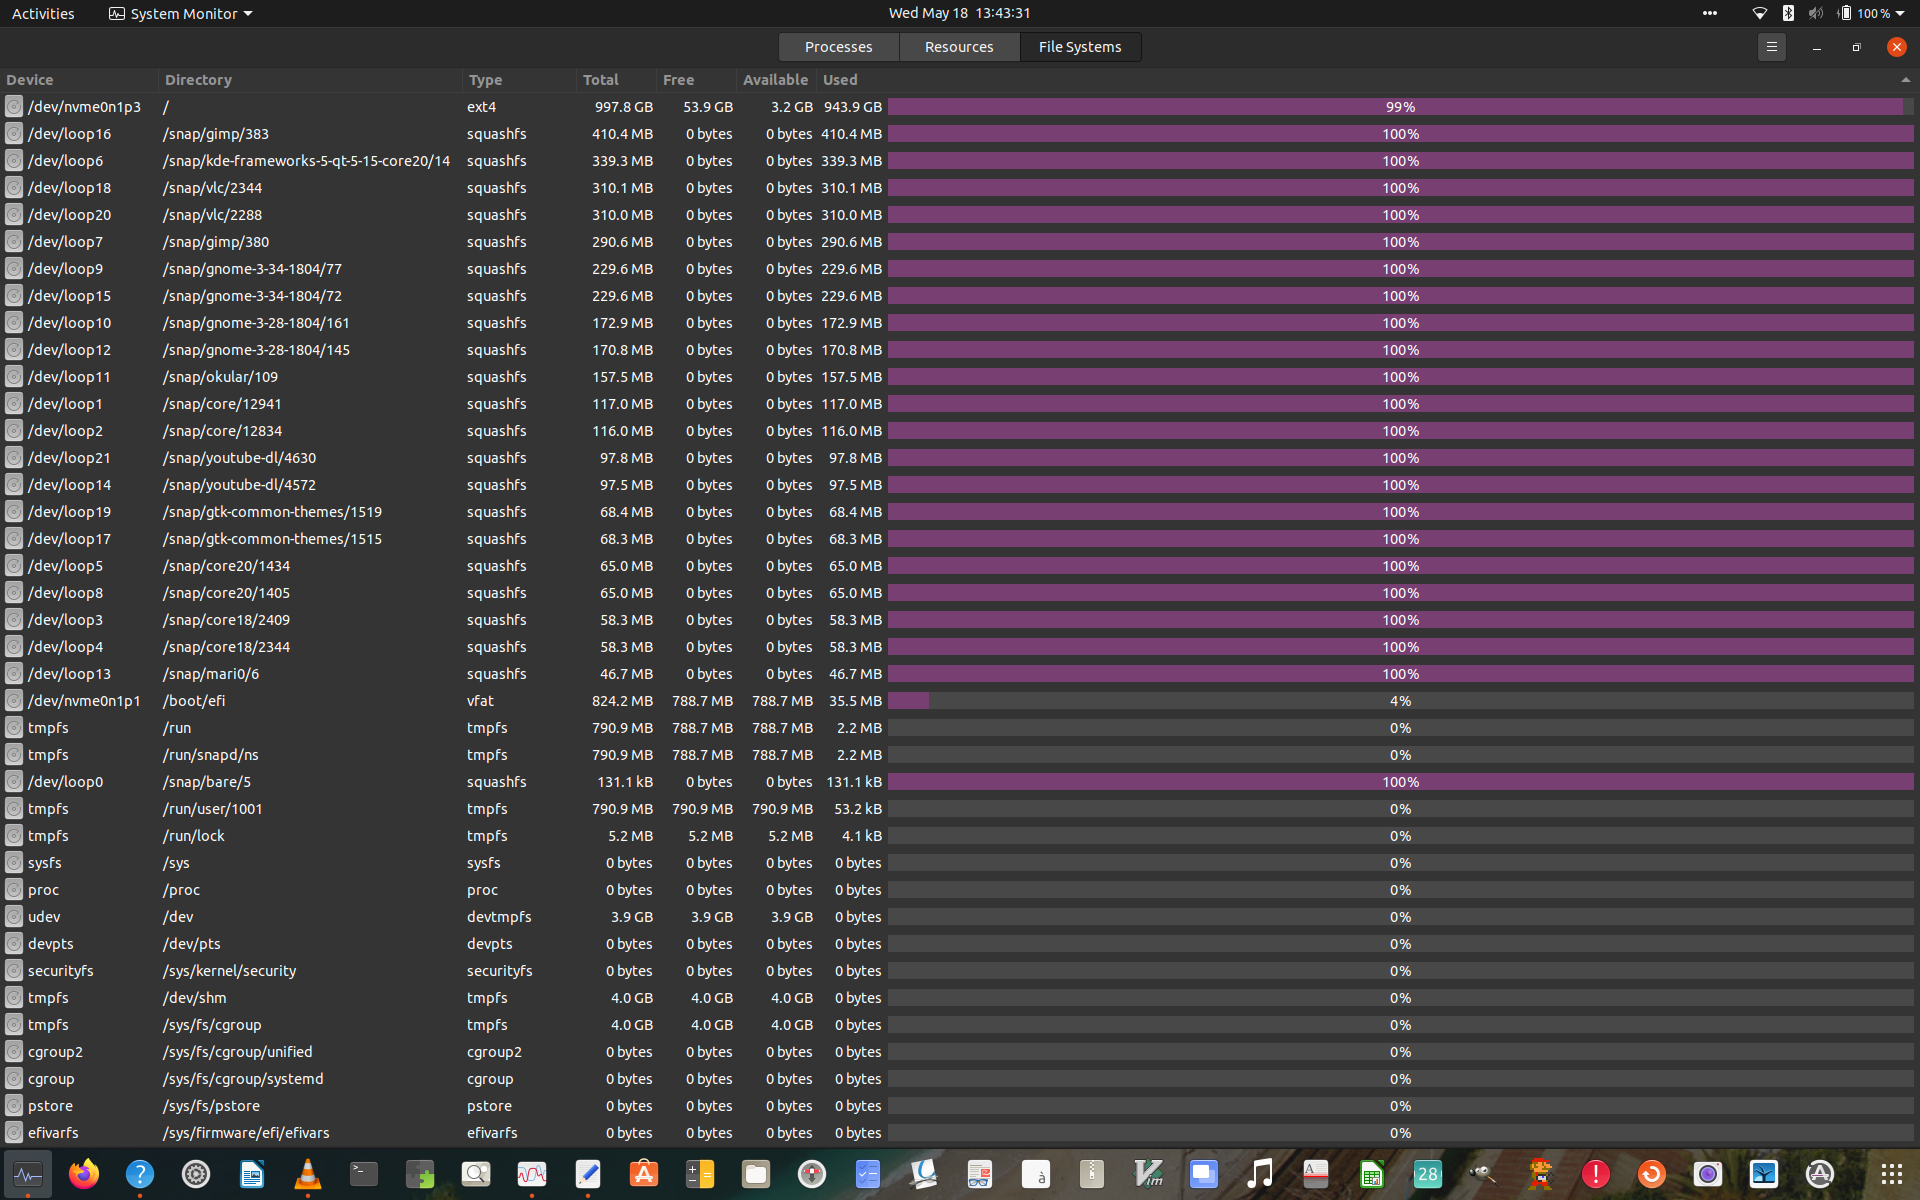 Activities System Monitor Wed May 18 13:43:31 100 %
Processes Resources File Systems
Device Directory Type Total Free Available Used
/dev/nvme0n1p3 / ext4 997.8 GB 53.9 GB 3.2 GB 943.9 GB 99%
/dev/loop16 /snap/gimp/383 squashfs 410.4 MB 0 bytes 0 bytes 410.4 MB 100%
/dev/loop6 /snap/kde-frameworks-5-qt-5-15-core20/14 squashfs 339.3 MB 0 bytes 0 bytes 339.3 MB 100%
/dev/loop18 /snap/vlc/2344 squashfs 310.1 MB 0 bytes 0 bytes 310.1 MB 100%
/dev/loop20 /snap/vlc/2288 squashfs 310.0 MB 0 bytes 0 bytes 310.0 MB 100%
/dev/loop7 /snap/gimp/380 squashfs 290.6 MB 0 bytes 0 bytes 290.6 MB 100%
/dev/loop9 /snap/gnome-3-34-1804/77 squashfs 229.6 MB 0 bytes 0 bytes 229.6 MB 100%
/dev/loop15 /snap/gnome-3-34-1804/72 squashfs 229.6 MB 0 bytes 0 bytes 229.6 MB 100%
/dev/loop10 /snap/gnome-3-28-1804/161 squashfs 172.9 MB 0 bytes 0 bytes 172.9 MB 100%
/dev/loop12 /snap/gnome-3-28-1804/145 squashfs 170.8 MB 0 bytes 0 bytes 170.8 MB 100%
/dev/loop11 /snap/okular/109 squashfs 157.5 MB 0 bytes 0 bytes 157.5 MB 100%
/dev/loop1 /snap/core/12941 squashfs 117.0 MB 0 bytes 0 bytes 117.0 MB 100%
/dev/loop2 /snap/core/12834 squashfs 116.0 MB 0 bytes 0 bytes 116.0 MB 100%
/dev/loop21 /snap/youtube-dl/4630 squashfs 97.8 MB 0 bytes 0 bytes 97.8 MB 100%
/dev/loop14 /snap/youtube-dl/4572 squashfs 97.5 MB 0 bytes 0 bytes 97.5 MB 100%
/dev/loop19 /snap/gtk-common-themes/1519 squashfs 68.4 MB 0 bytes 0 bytes 68.4 MB 100%
/dev/loop17 /snap/gtk-common-themes/1515 squashfs 68.3 MB 0 bytes 0 bytes 68.3 MB 100%
/dev/loop5 /snap/core20/1434 squashfs 65.0 MB 0 bytes 0 bytes 65.0 MB 100%
/dev/loop8 /snap/core20/1405 squashfs 65.0 MB 0 bytes 0 bytes 65.0 MB 100%
/dev/loop3 /snap/core18/2409 squashfs 58.3 MB 0 bytes 0 bytes 58.3 MB 100%
/dev/loop4 /snap/core18/2344 squashfs 58.3 MB 0 bytes 0 bytes 58.3 MB 100%
/dev/loop13 /snap/mari0/6 squashfs 46.7 MB 0 bytes 0 bytes 46.7 MB 100%
/dev/nvme0n1p1 /boot/efi vfat 824.2 MB 788.7 MB 788.7 MB 35.5 MB 4%
tmpfs /run tmpfs 790.9 MB 788.7 MB 788.7 MB 2.2 MB 0%
tmpfs /run/snapd/ns tmpfs 790.9 MB 788.7 MB 788.7 MB 2.2 MB 0%
/dev/loop0 /snap/bare/5 squashfs 131.1 kB 0 bytes 0 bytes 131.1 kB 100%
tmpfs /run/user/1001 tmpfs 790.9 MB 790.9 MB 790.9 MB 53.2 kB 0%
tmpfs /run/lock tmpfs 5.2 MB 5.2 MB 5.2 MB 4.1 kB 0%
sysfs /sys sysfs 0 bytes 0 bytes 0 bytes 0 bytes 0%
proc /proc proc 0 bytes 0 bytes 0 bytes 0 bytes 0%
udev /dev devtmpfs 3.9 GB 3.9 GB 3.9 GB 0 bytes 0%
devpts /dev/pts devpts 0 bytes 0 bytes 0 bytes 0 bytes 0%
securityfs /sys/kernel/security securityfs 0 bytes 0 bytes 0 bytes 0 bytes 0%
tmpfs /dev/shm tmpfs 4.0 GB 4.0 GB 4.0 GB 0 bytes 0%
tmpfs /sys/fs/cgroup tmpfs 4.0 GB 4.0 GB 4.0 GB 0 bytes 0%
cgroup2 /sys/fs/cgroup/unified cgroup2 0 bytes 0 bytes 0 bytes 0 bytes 0%
cgroup /sys/fs/cgroup/systemd cgroup 0 bytes 0 bytes 0 bytes 0 bytes 0%
pstore /sys/fs/pstore pstore 0 bytes 0 bytes 0 bytes 0 bytes 0%
efivarfs /sys/firmware/efi/efivars efivarfs 0 bytes 0 bytes 0 bytes 0 bytes 0%
? >_ à Vim A 28 !